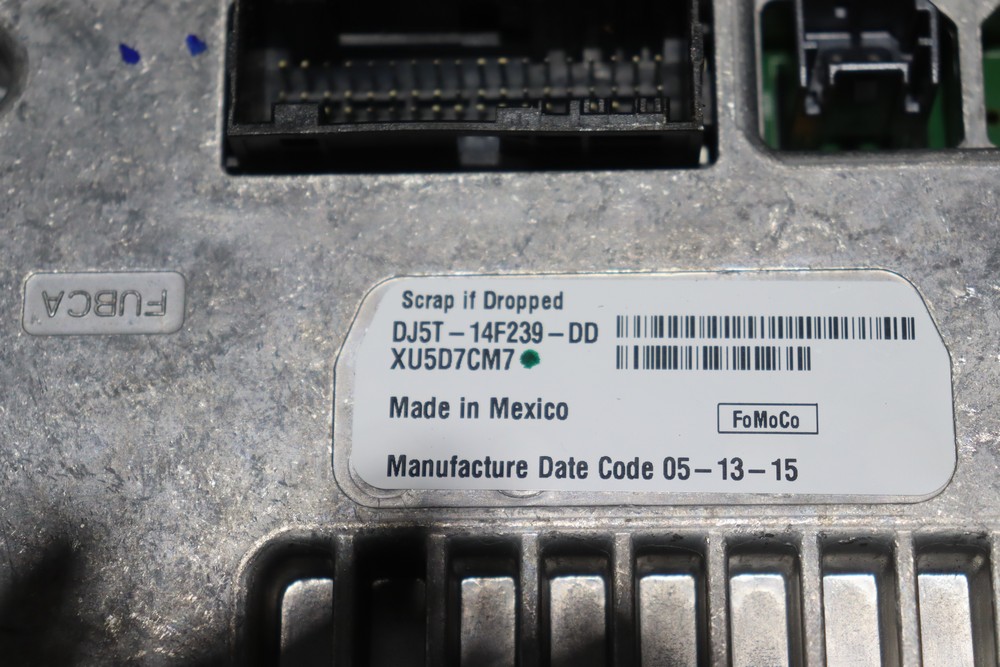 FUBCA
Scrap if Dropped
DJ5T-14F239-DD
XU5D7CM7
Made in Mexico
FoMoCo
Manufacture Date Code 05-13-15